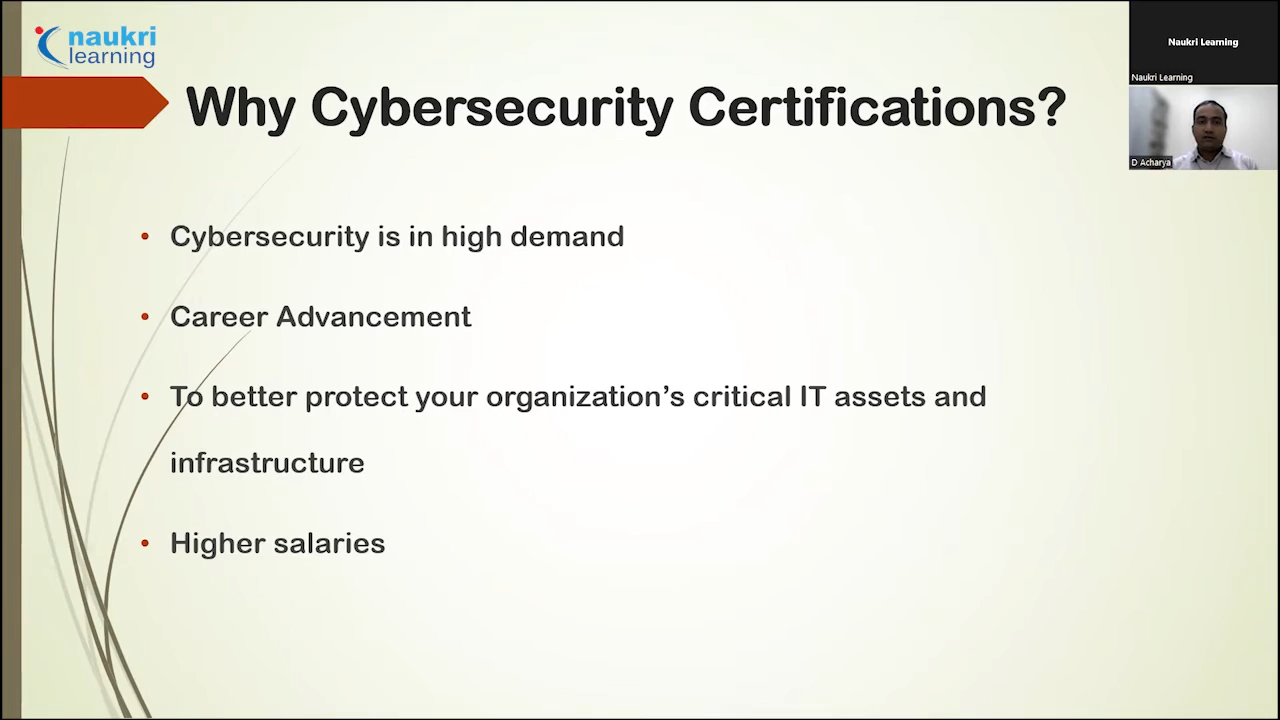 naukri
learning
Why Cybersecurity Certifications?
Naukri Learning
Naukri Learning
D Acharya
• Cybersecurity is in high demand
• Career Advancement
• To better protect your organization’s critical IT assets and
infrastructure
• Higher salaries